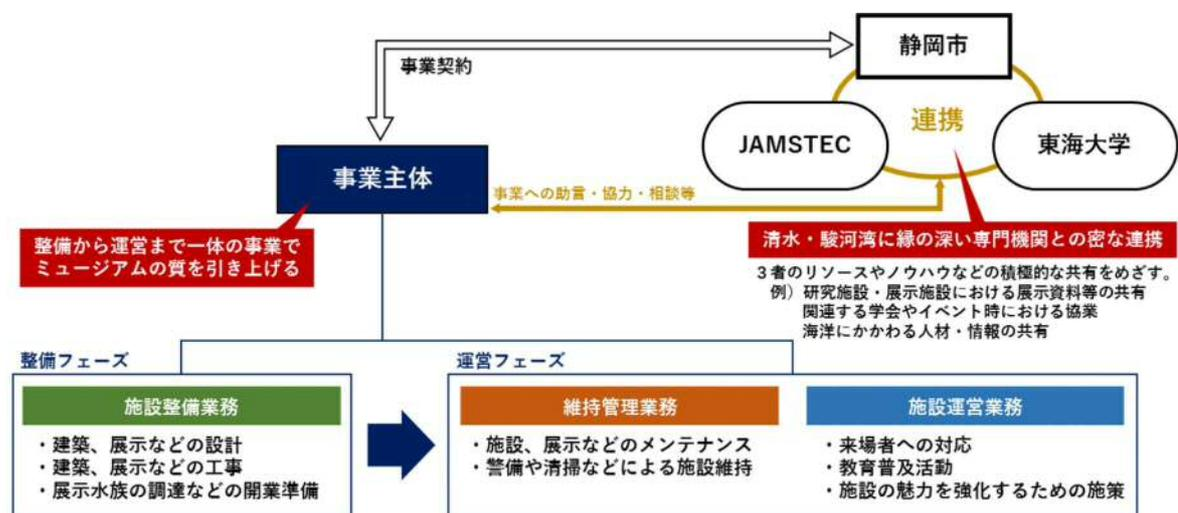 静岡市
事業契約
連携
JAMSTEC
東海大学
事業主体
事業への助言・協力・相談等
整備から運営まで一体の事業で
ミュージアムの質を引き上げる
清水・駿河湾に縁の深い専門機関との密な連携
3者のリソースやノウハウなどの積極的な共有をめざす。
例）研究施設・展示施設における展示資料等の共有
関連する学会やイベント時における協業
海洋にかかわる人材・情報の共有
整備フェーズ
施設整備業務
・建築、展示などの設計
・建築、展示などの工事
・展示水族の調達などの開業準備
運営フェーズ
維持管理業務
・施設、展示などのメンテナンス
・警備や清掃などによる施設維持
施設運営業務
・来場者への対応
・教育普及活動
・施設の魅力を強化するための施策